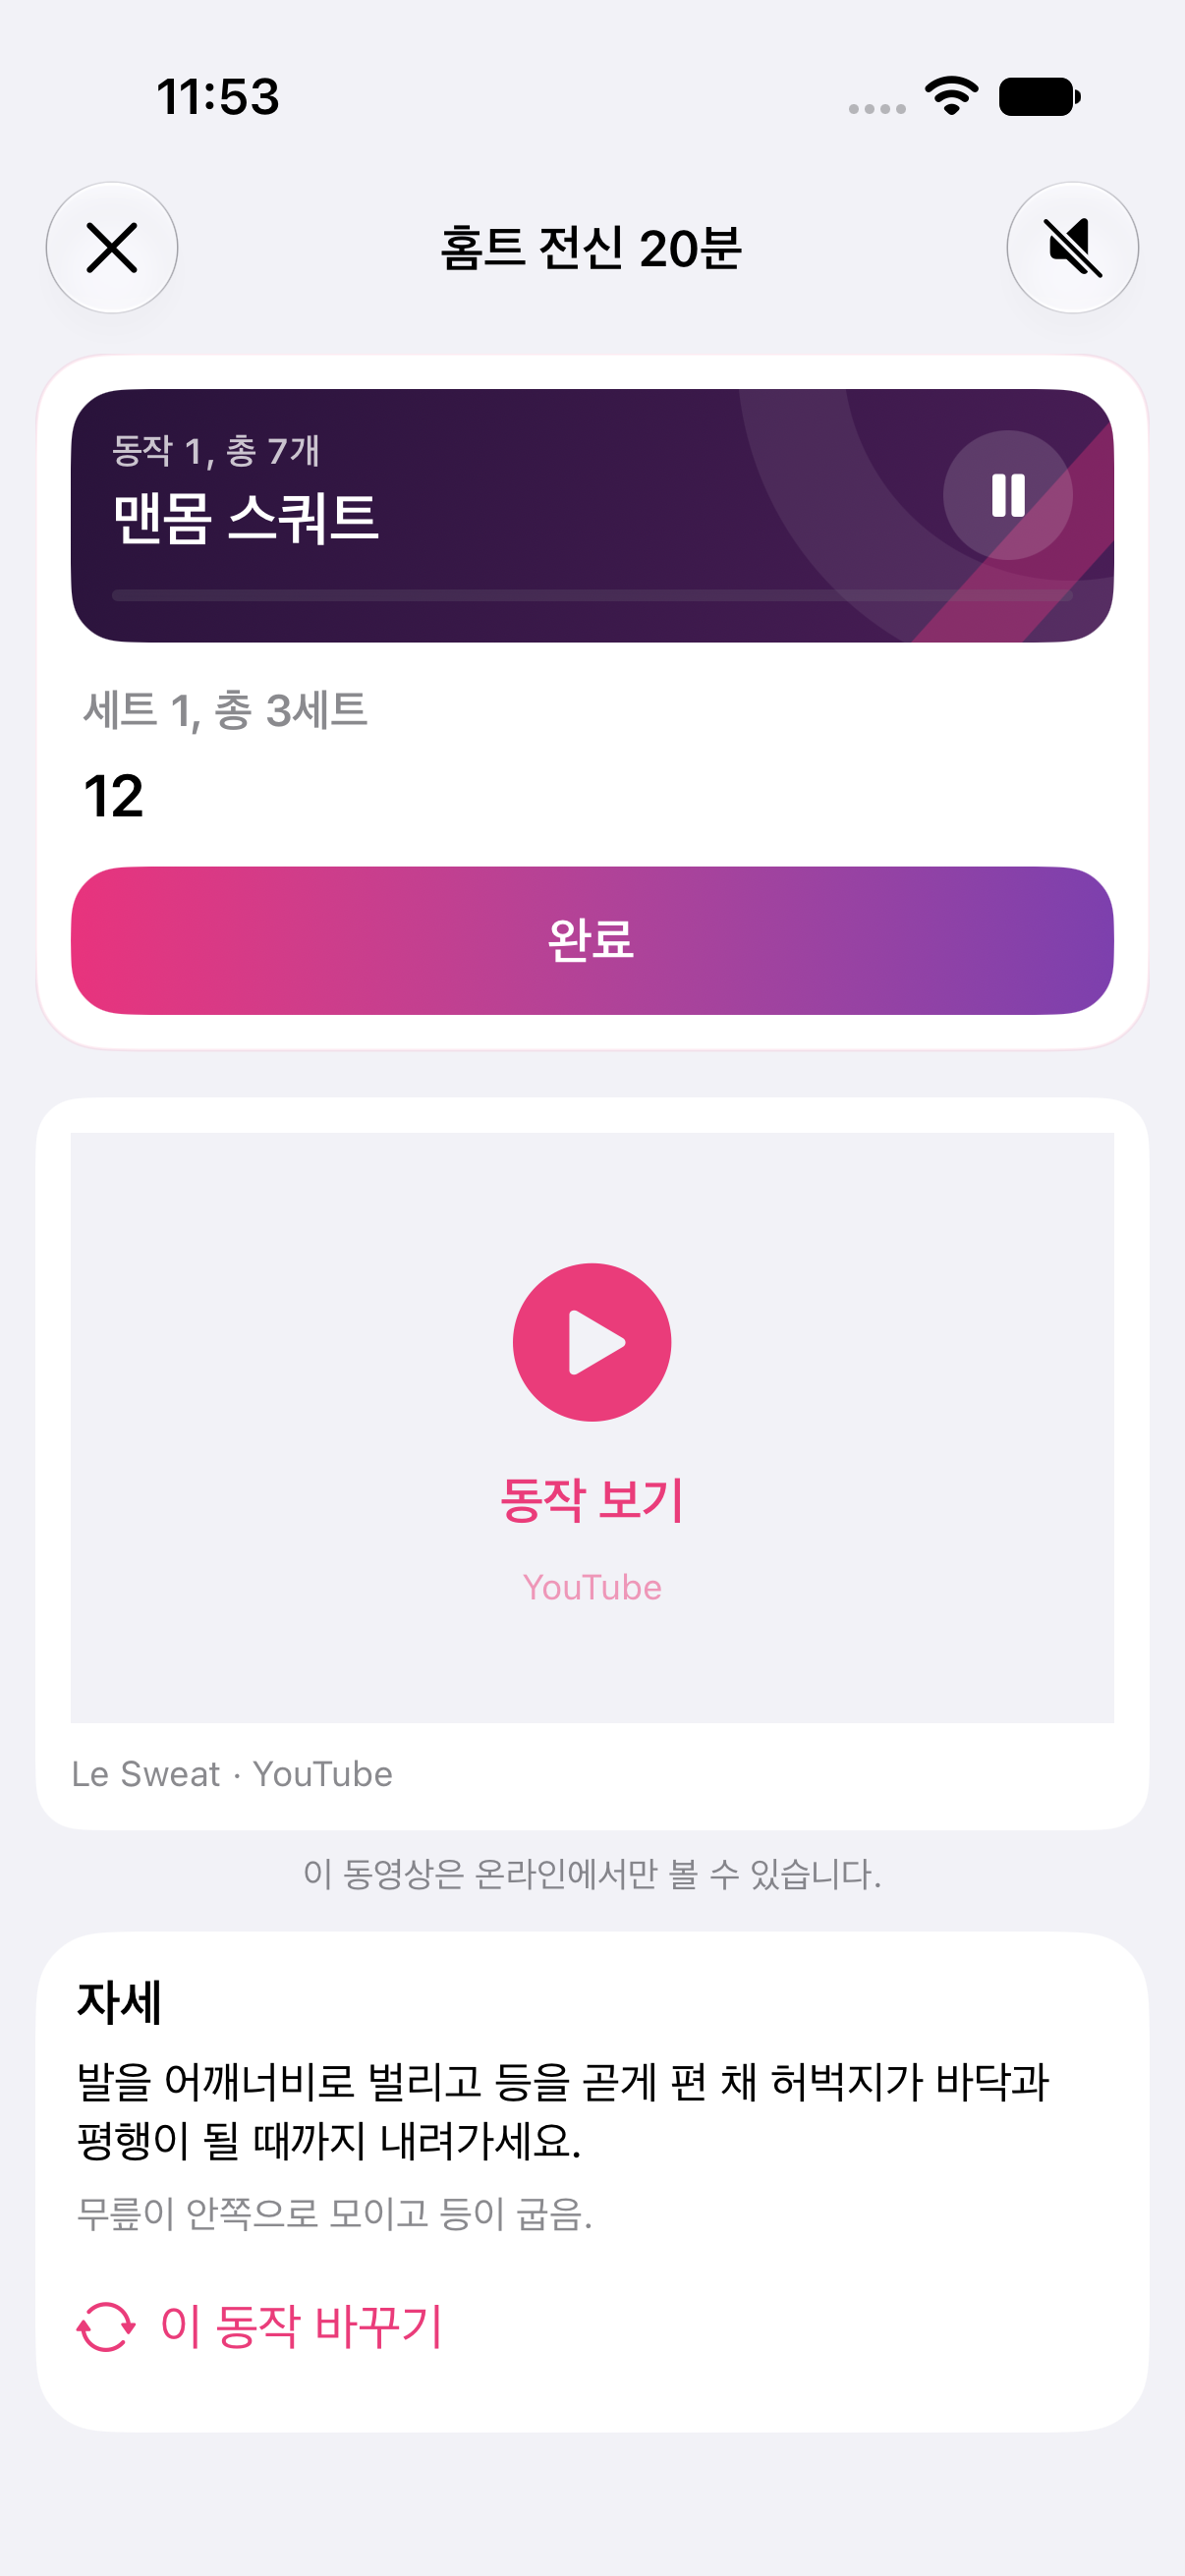 11:53
홈트 전신 20분
동작 1, 총 7개
맨몸 스쿼트
세트 1, 총 3세트
12
완료
동작 보기
YouTube
Le Sweat · YouTube
이 동영상은 온라인에서만 볼 수 있습니다.
자세
발을 어깨너비로 벌리고 등을 곧게 편 채 허벅지가 바닥과
평행이 될 때까지 내려가세요.
무릎이 안쪽으로 모이고 등이 굽음.
이 동작 바꾸기